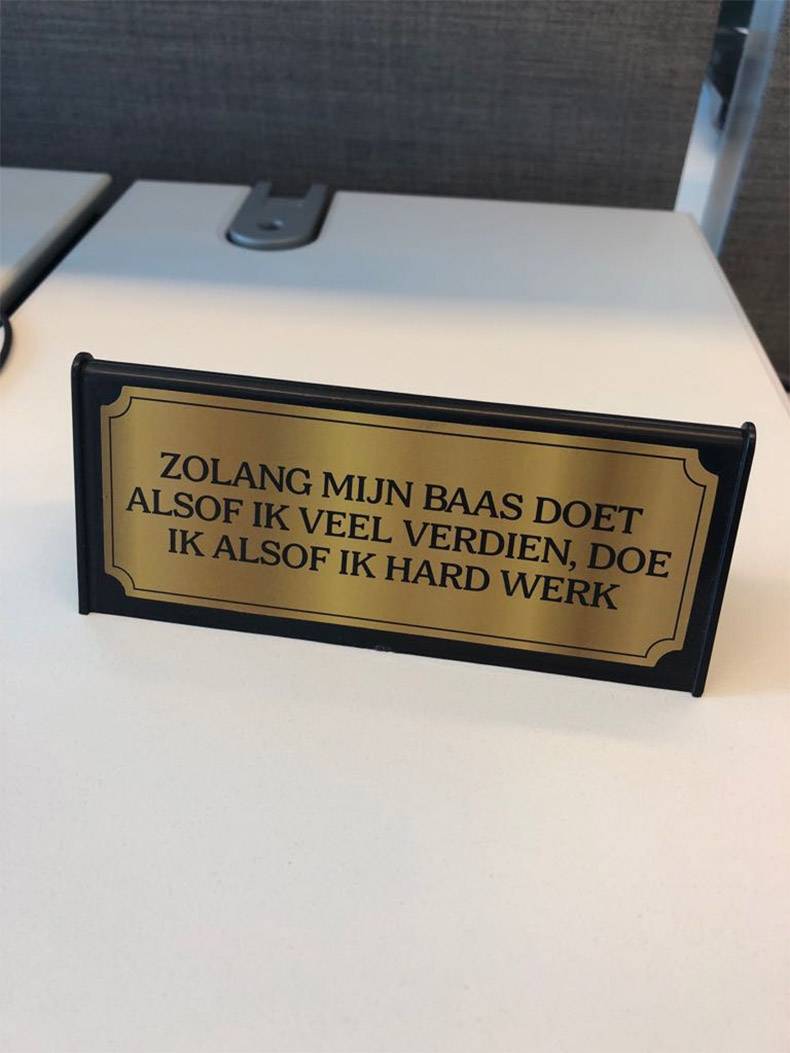 ZOLANG MIJN BAAS DOET
ALSOF IK VEEL VERDIEN, DOE
IK ALSOF IK HARD WERK